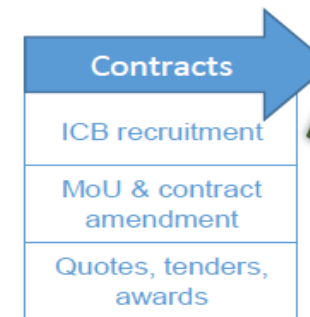 Contracts
ICB recruitment
MoU & contract
amendment
Quotes, tenders,
awards